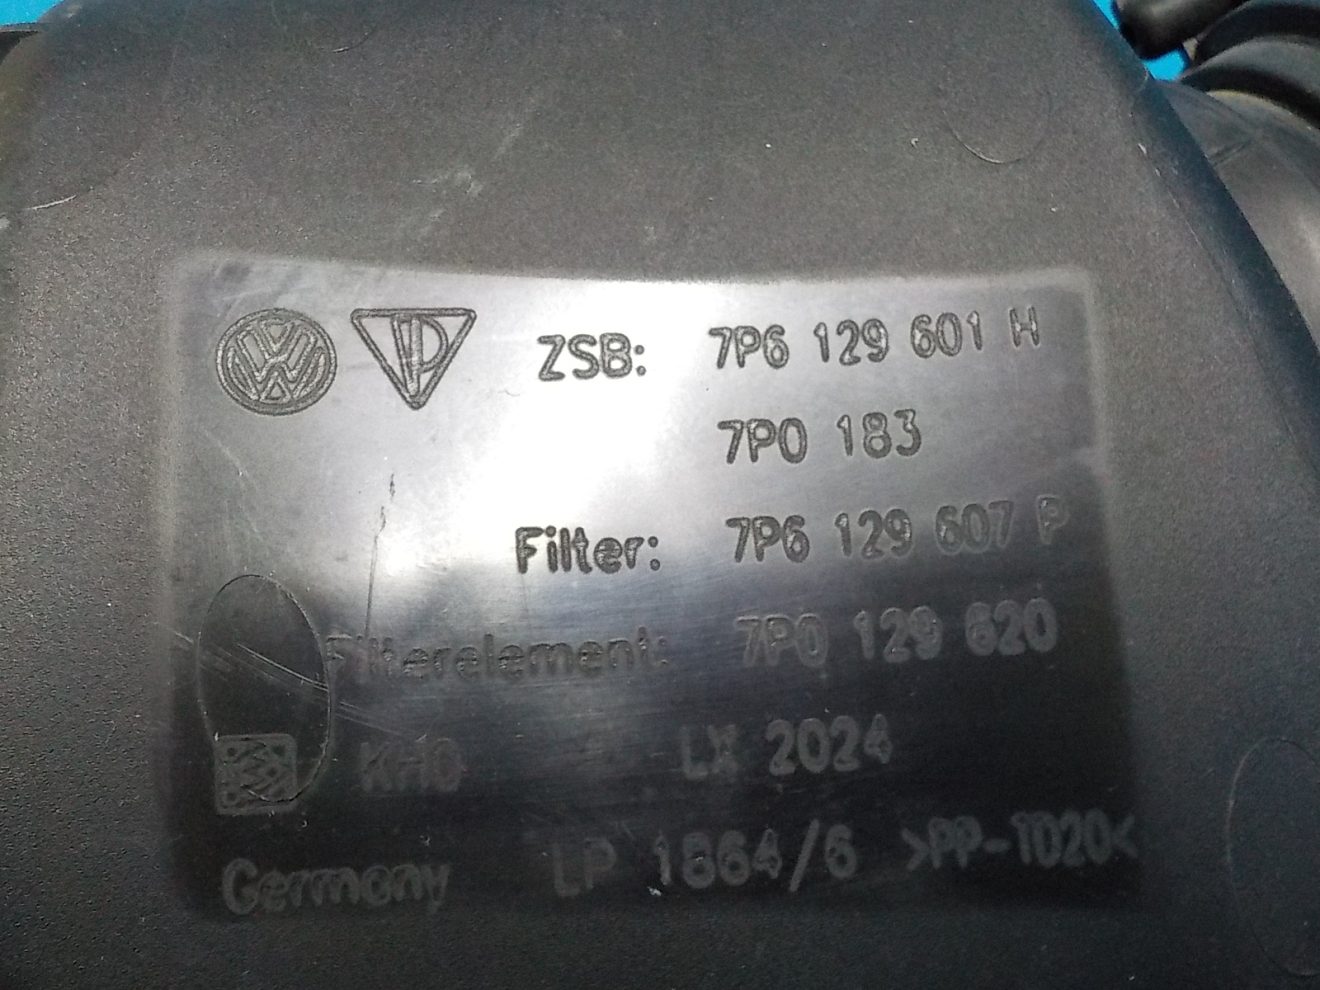 ZSB: 7P6 129 601 H
7P0 183
Filter: 7P6 129 607 P
Filterelement: 7P0 129 620
LX 2024
Germany LP 1864/6 >PP-TD20<